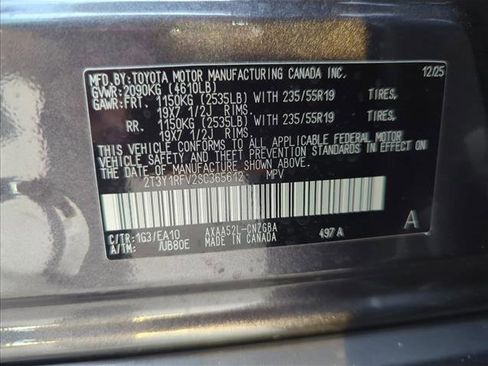 MFD.BY:TOYOTA MOTOR MANUFACTURING CANADA INC. 12/25
GVWR:2090KG (4610LB)
GAWR:FRT. 1150KG (2535LB) WITH 235/55R19 TIRES,
19X7 1/2J RIMS.
RR. 1150KG (2535LB) WITH 235/55R19 TIRES,
19X7 1/2J RIMS.
THIS VEHICLE CONFORMS TO ALL APPLICABLE FEDERAL MOTOR
VEHICLE SAFETY AND THEFT PREVENTION STANDARDS IN EFFECT ON
THE DATE OF MANUFACTURE SHOWN ABOVE.
2T3Y1RFV2SC365612 MPV
C/TR:1G3/EA10 AXAA52L-CNZGBA A
A/TM: /UB80E MADE IN CANADA 497 A